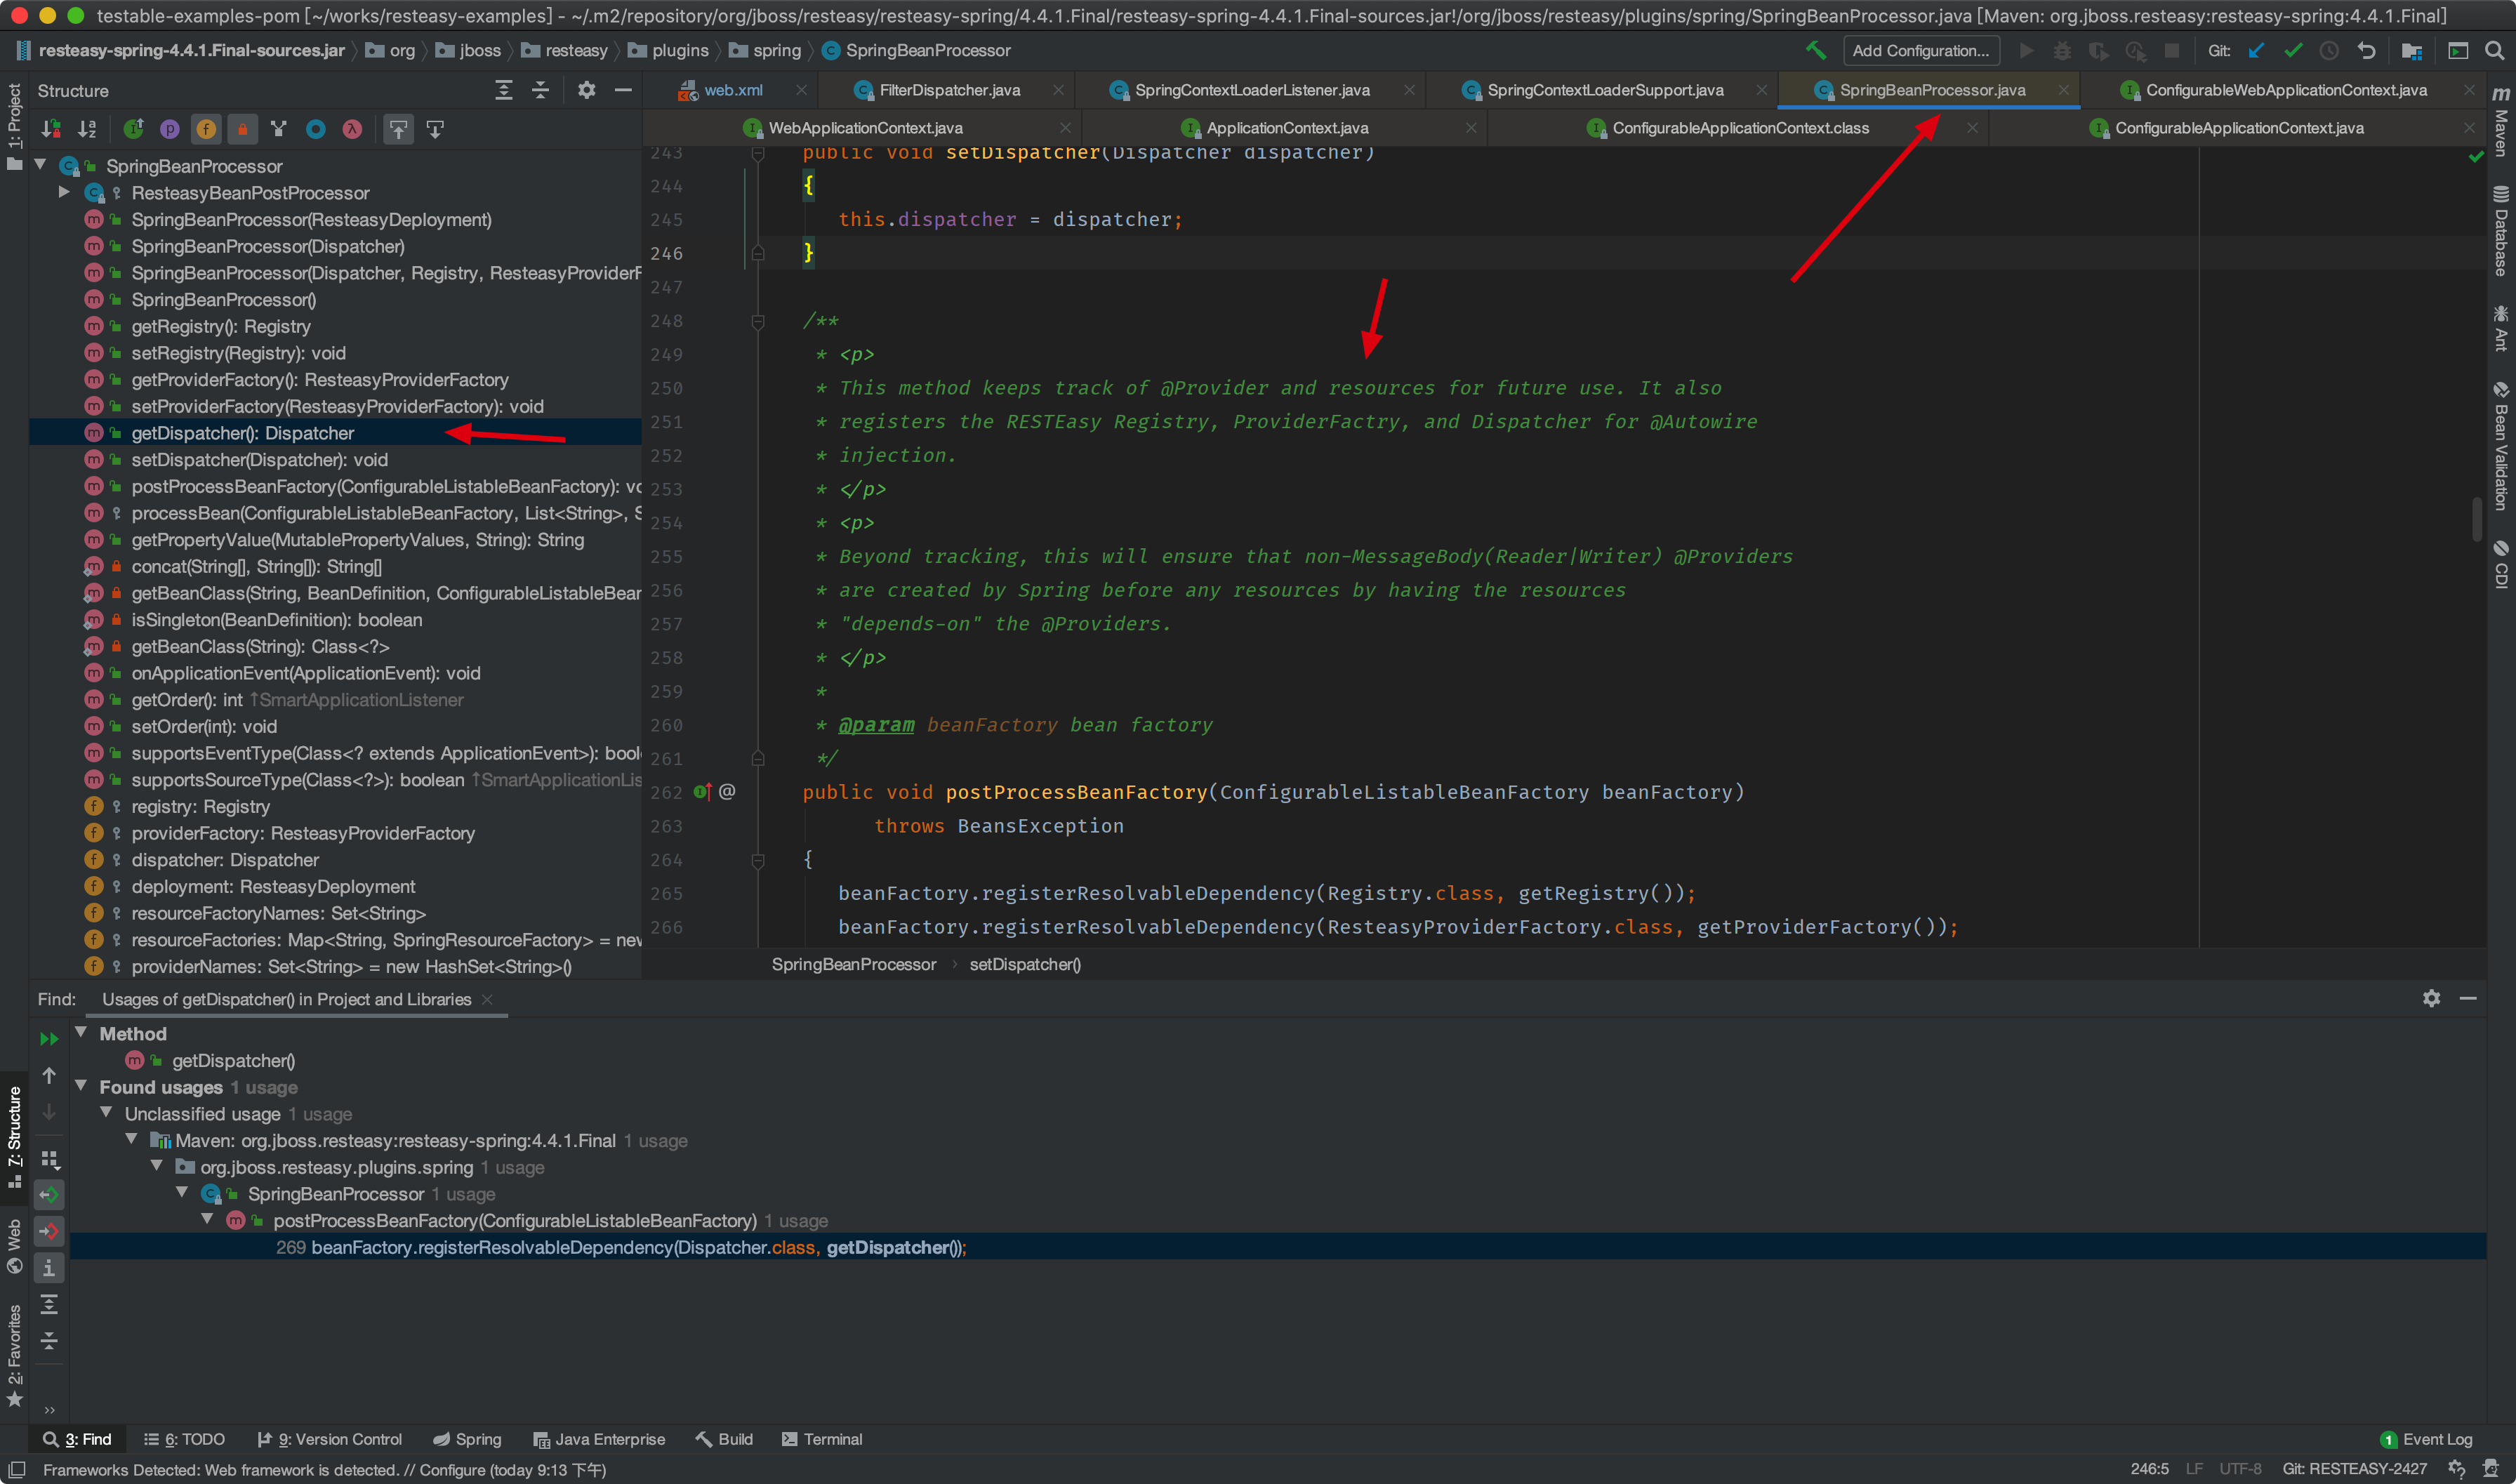 testable-examples-pom [~/works/resteasy-examples] - ~/.m2/repository/org/jboss/resteasy/resteasy-spring/4.4.1.Final/resteasy-spring-4.4.1.Final-sources.jar!/org/jboss/resteasy/plugins/spring/SpringBeanProcessor.java [Maven: org.jboss.resteasy:resteasy-spring:4.4.1.Final]
resteasy-spring-4.4.1.Final-sources.jar org jboss resteasy plugins spring SpringBeanProcessor Add Configuration... Git:
1: Project
Structure
web.xml FilterDispatcher.java SpringContextLoaderListener.java SpringContextLoaderSupport.java SpringBeanProcessor.java ConfigurableWebApplicationContext.java
WebApplicationContext.java ApplicationContext.java ConfigurableApplicationContext.class ConfigurableApplicationContext.java
SpringBeanProcessor
ResteasyBeanPostProcessor
SpringBeanProcessor(ResteasyDeployment)
SpringBeanProcessor(Dispatcher)
SpringBeanProcessor(Dispatcher, Registry, ResteasyProviderF
SpringBeanProcessor()
getRegistry(): Registry
setRegistry(Registry): void
getProviderFactory(): ResteasyProviderFactory
setProviderFactory(ResteasyProviderFactory): void
getDispatcher(): Dispatcher
setDispatcher(Dispatcher): void
postProcessBeanFactory(ConfigurableListableBeanFactory): vo
processBean(ConfigurableListableBeanFactory, List<String>, S
getPropertyValue(MutablePropertyValues, String): String
concat(String[], String[]): String[]
getBeanClass(String, BeanDefinition, ConfigurableListableBear
isSingleton(BeanDefinition): boolean
getBeanClass(String): Class<?>
onApplicationEvent(ApplicationEvent): void
getOrder(): int ↑SmartApplicationListener
setOrder(int): void
supportsEventType(Class<? extends ApplicationEvent>): bool
supportsSourceType(Class<?>): boolean ↑SmartApplicationLis
registry: Registry
providerFactory: ResteasyProviderFactory
dispatcher: Dispatcher
deployment: ResteasyDeployment
resourceFactoryNames: Set<String>
resourceFactories: Map<String, SpringResourceFactory> = new
providerNames: Set<String> = new HashSet<String>()
243 public void setDispatcher(Dispatcher dispatcher)
244 {
245 this.dispatcher = dispatcher;
246 }
247
248 /**
249 * <p>
250 * This method keeps track of @Provider and resources for future use. It also
251 * registers the RESTEasy Registry, ProviderFactry, and Dispatcher for @Autowire
252 * injection.
253 * </p>
254 * <p>
255 * Beyond tracking, this will ensure that non-MessageBody(Reader|Writer) @Providers
256 * are created by Spring before any resources by having the resources
257 * "depends-on" the @Providers.
258 * </p>
259 *
260 * @param beanFactory bean factory
261 */
262 @ public void postProcessBeanFactory(ConfigurableListableBeanFactory beanFactory)
263 throws BeansException
264 {
265 beanFactory.registerResolvableDependency(Registry.class, getRegistry());
266 beanFactory.registerResolvableDependency(ResteasyProviderFactory.class, getProviderFactory());
SpringBeanProcessor setDispatcher()
Maven
Database
Ant
Bean Validation
CDI
Find: Usages of getDispatcher() in Project and Libraries
Method
getDispatcher()
Found usages 1 usage
Unclassified usage 1 usage
Maven: org.jboss.resteasy:resteasy-spring:4.4.1.Final 1 usage
org.jboss.resteasy.plugins.spring 1 usage
SpringBeanProcessor 1 usage
postProcessBeanFactory(ConfigurableListableBeanFactory) 1 usage
269 beanFactory.registerResolvableDependency(Dispatcher.class, getDispatcher());
7: Structure
Web
2: Favorites
3: Find 6: TODO 9: Version Control Spring Java Enterprise Build Terminal 1 Event Log
Frameworks Detected: Web framework is detected. // Configure (today 9:13 下午) 246:5 LF UTF-8 Git: RESTEASY-2427